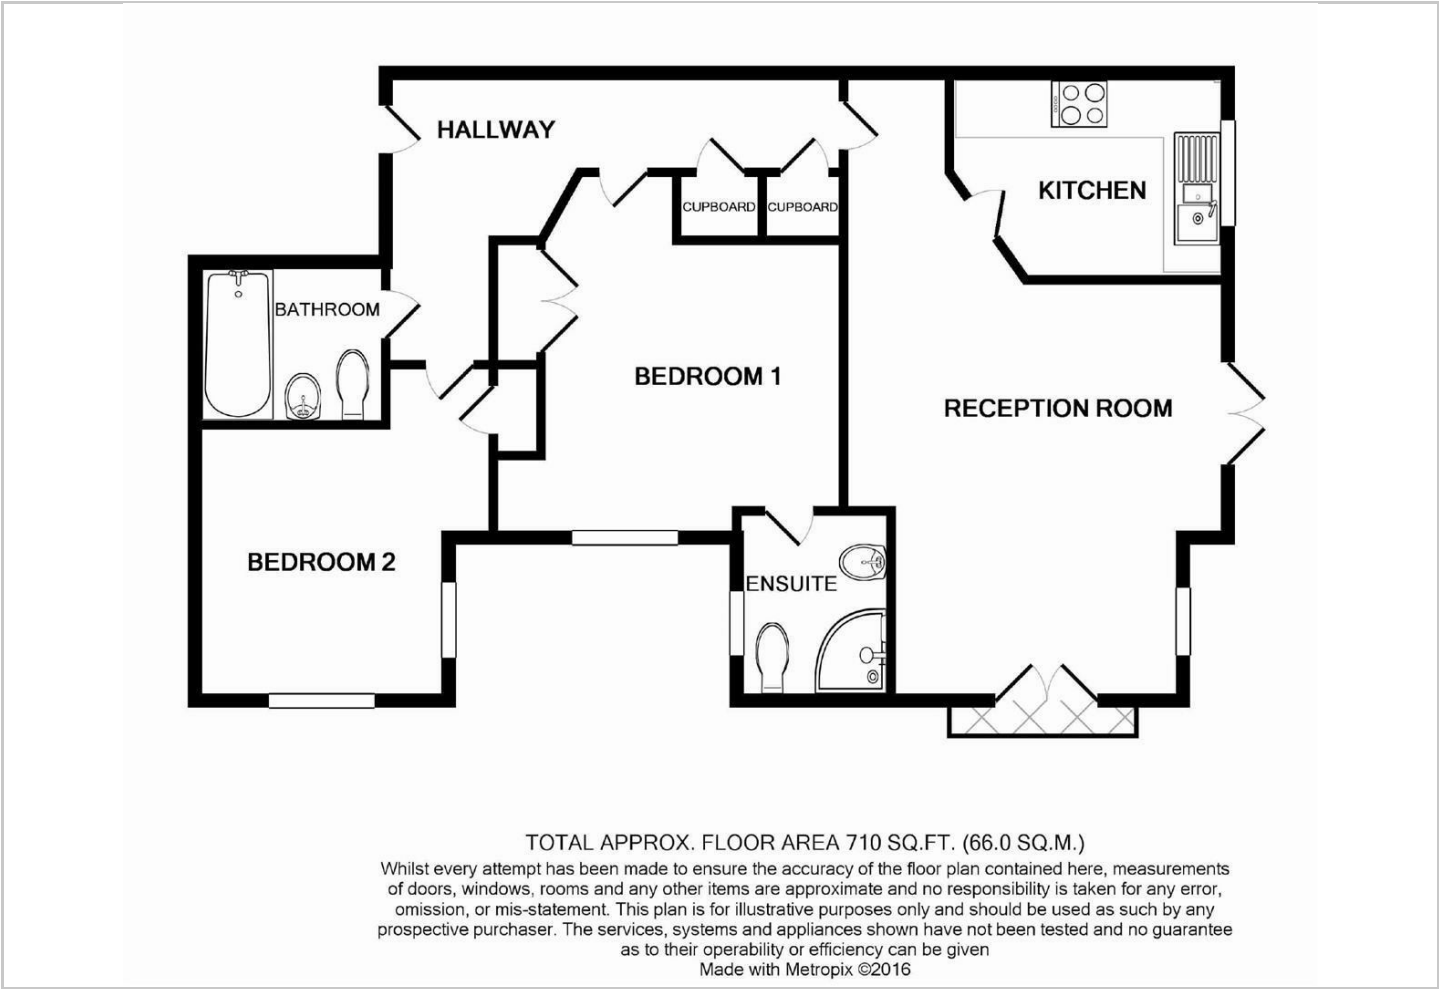 HALLWAY
KITCHEN
CUPBOARD
CUPBOARD
BATHROOM
BEDROOM 1
RECEPTION ROOM
BEDROOM 2
ENSUITE
TOTAL APPROX. FLOOR AREA 710 SQ.FT. (66.0 SQ.M.)
Whilst every attempt has been made to ensure the accuracy of the floor plan contained here, measurements
of doors, windows, rooms and any other items are approximate and no responsibility is taken for any error,
omission, or mis-statement. This plan is for illustrative purposes only and should be used as such by any
prospective purchaser. The services, systems and appliances shown have not been tested and no guarantee
as to their operability or efficiency can be given
Made with Metropix ©2016